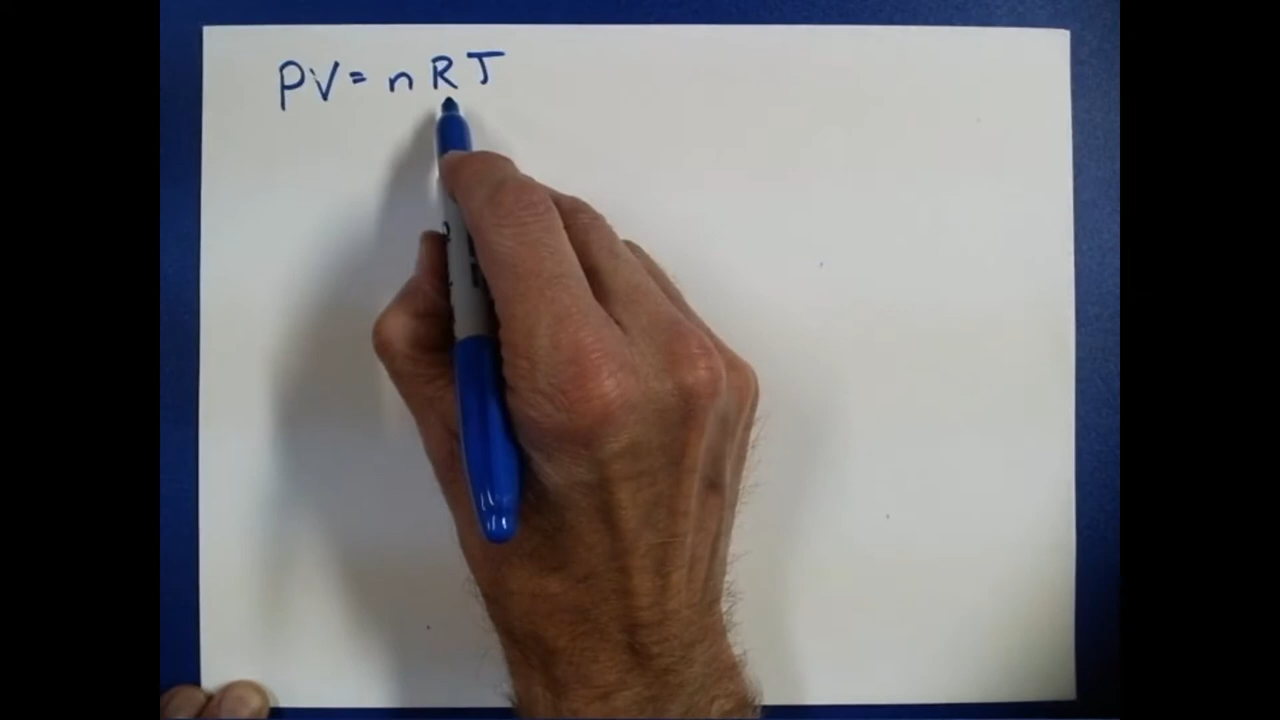 PV = nRT